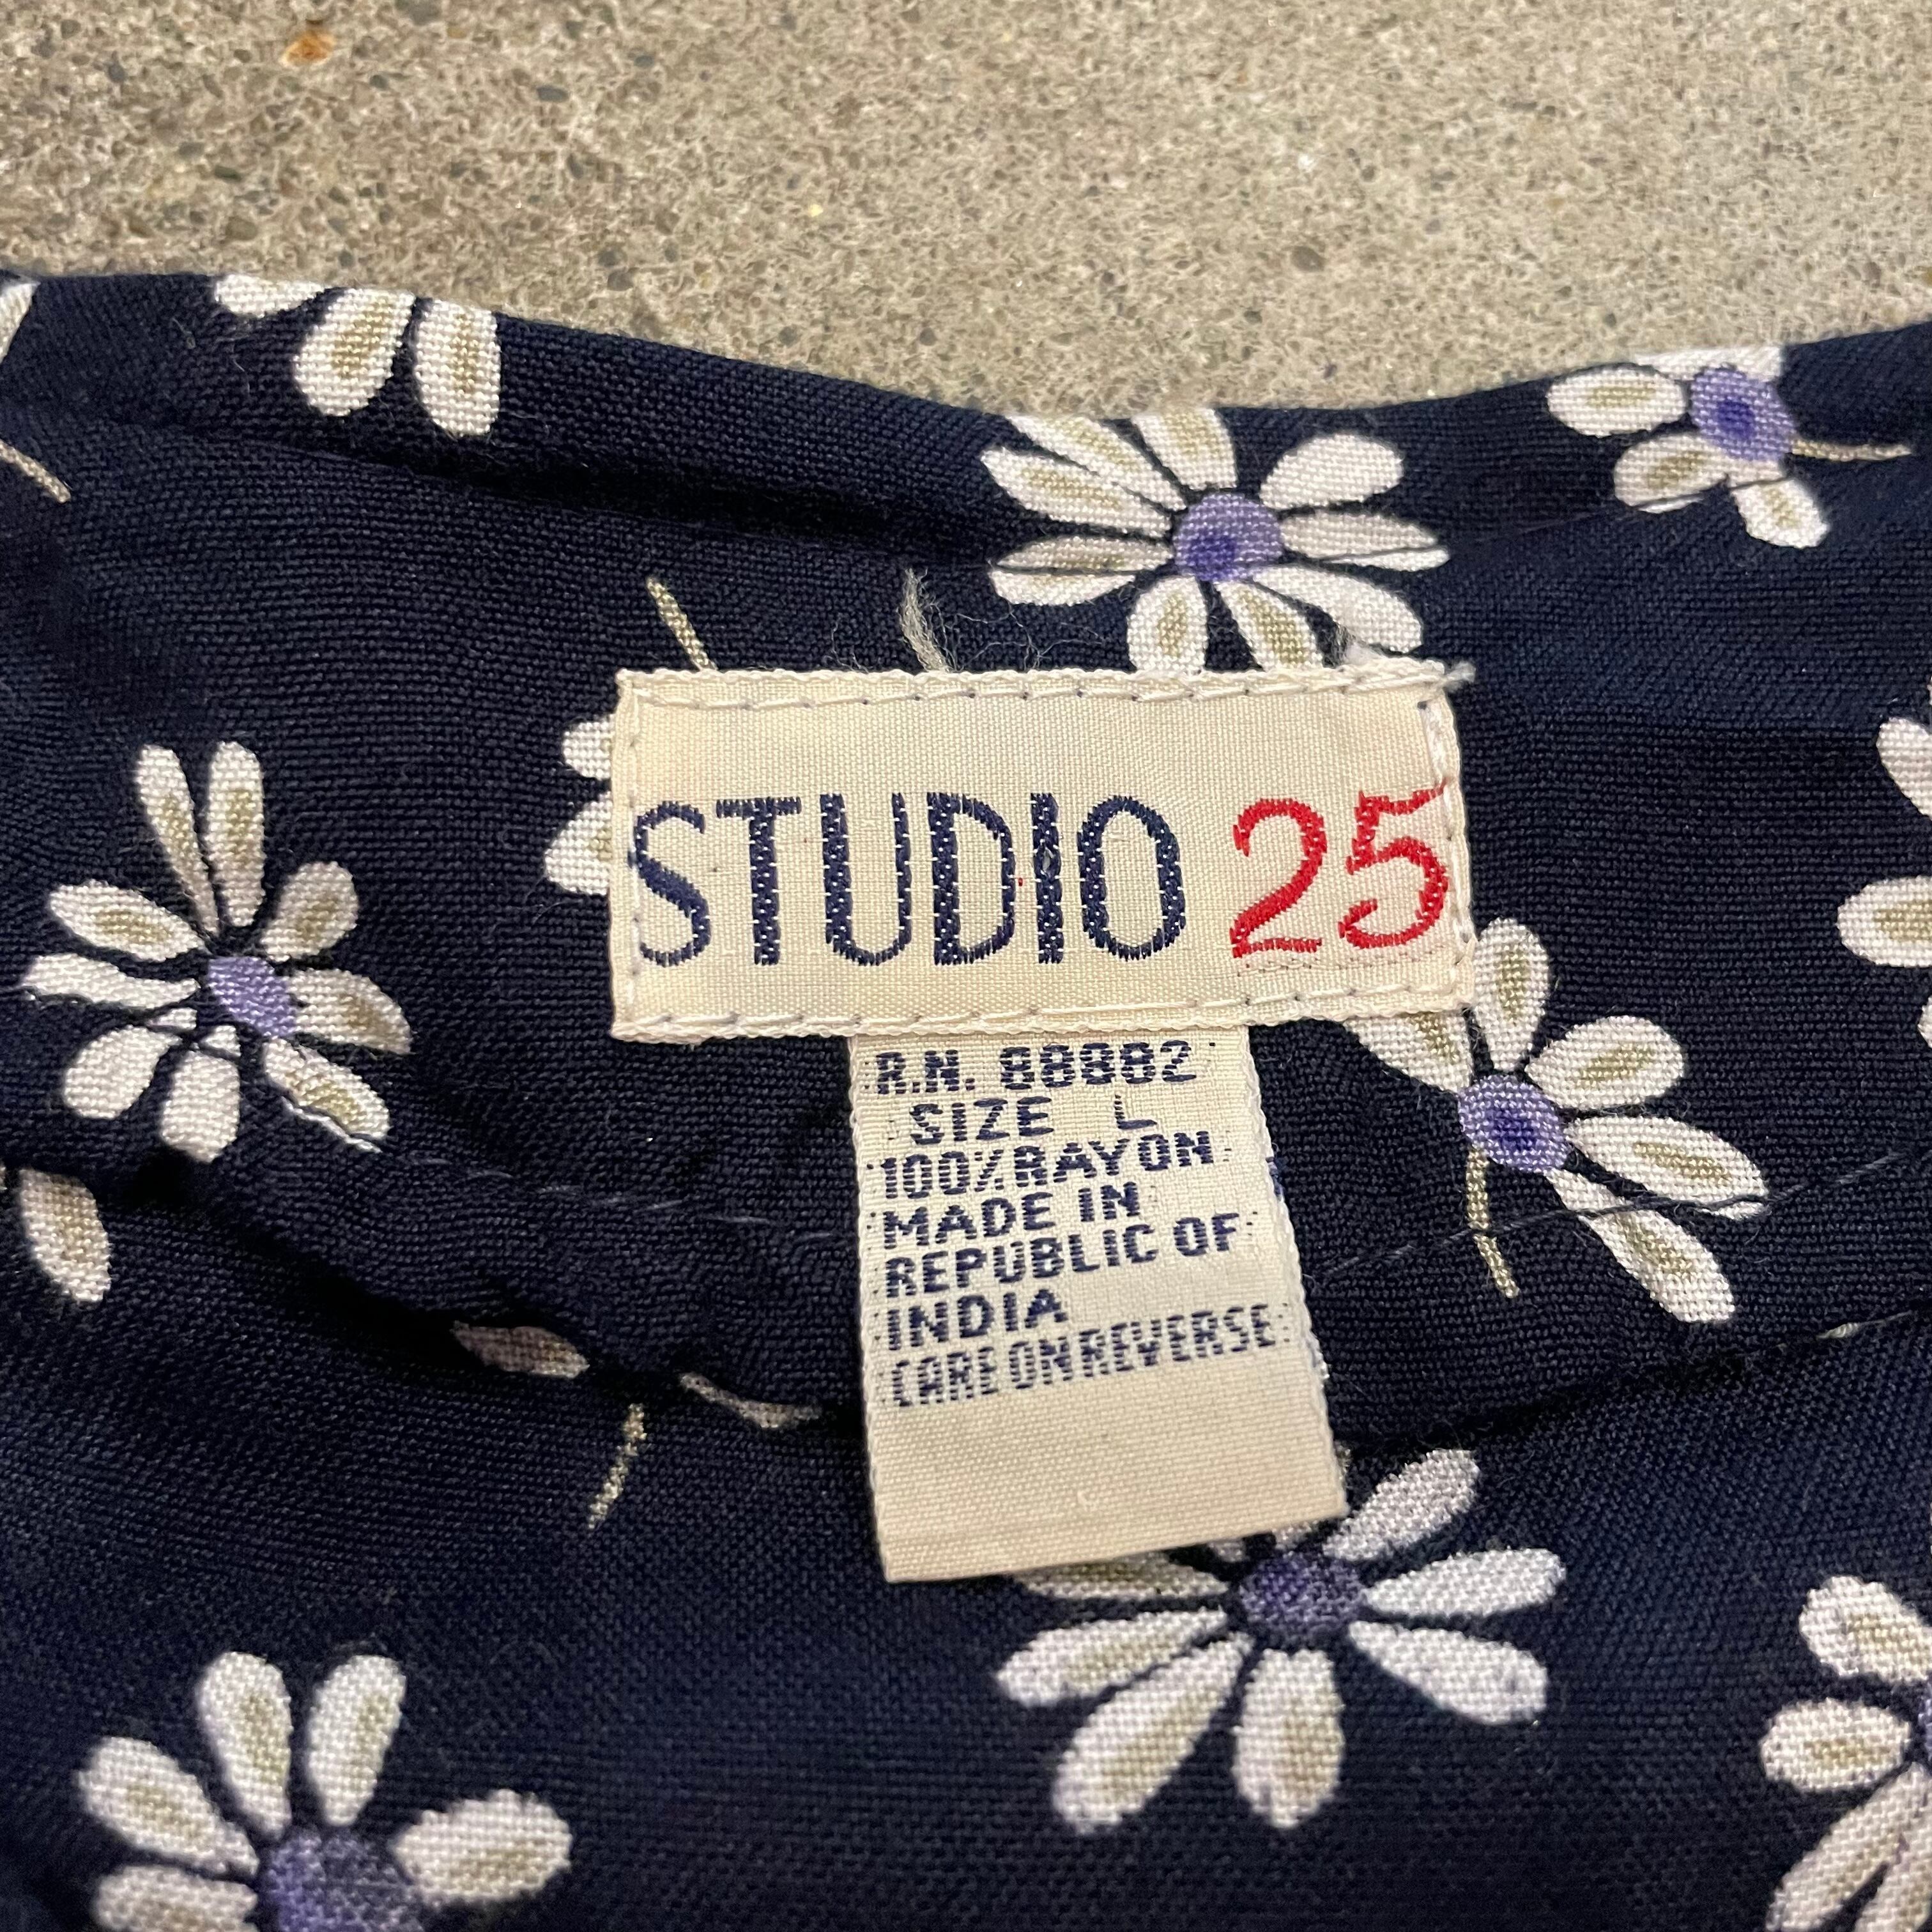 STUDIO 25
R.N. 88882
SIZE L
100% RAYON
MADE IN
REPUBLIC OF
INDIA
CARE ON REVERSE